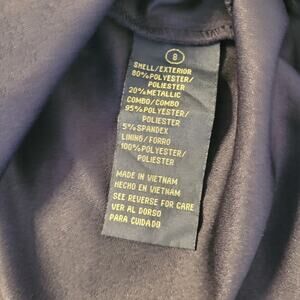 8
SHELL/EXTERIOR
80%POLYESTER/
POLIESTER
20%METALLIC
COMBO/COMBO
95%POLYESTER/
POLIESTER
5%SPANDEX
LINING/FORRO
100%POLYESTER/
POLIESTER
MADE IN VIETNAM
HECHO EN VIETNAM
SEE REVERSE FOR CARE
VER AL DORSO
PARA CUIDADO